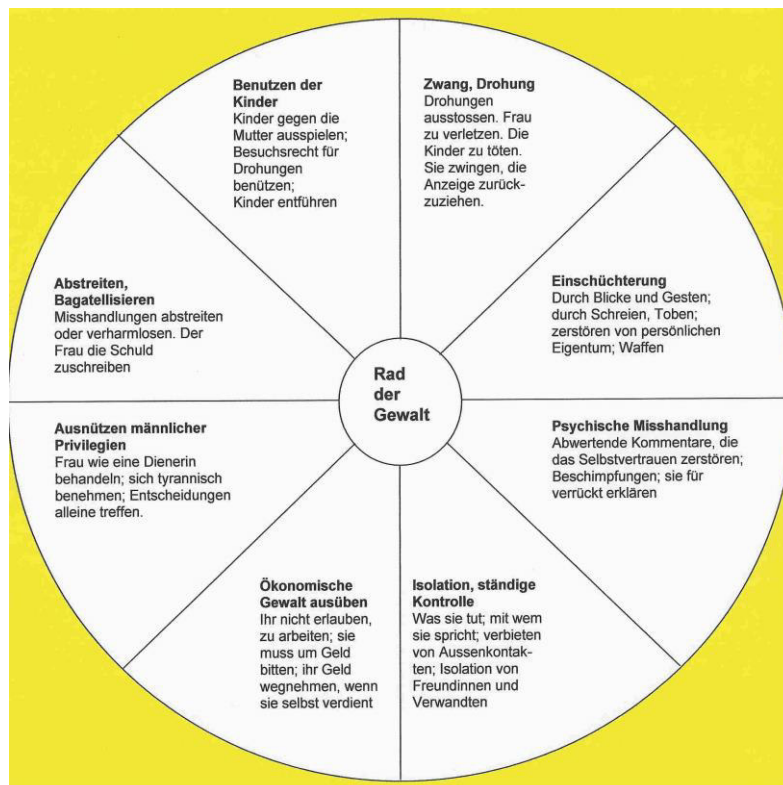 Benutzen der
Kinder
Kinder gegen die
Mutter ausspielen;
Besuchsrecht für
Drohungen
benützen;
Kinder entführen
Zwang, Drohung
Drohungen
ausstossen. Frau
zu verletzen. Die
Kinder zu töten.
Sie zwingen, die
Anzeige zurück-
zuziehen.
Einschüchterung
Durch Blicke und Gesten;
durch Schreien, Toben;
zerstören von persönlichen
Eigentum; Waffen
Psychische Misshandlung
Abwertende Kommentare, die
das Selbstvertrauen zerstören;
Beschimpfungen; sie für
verrückt erklären
Isolation, ständige
Kontrolle
Was sie tut; mit wem
sie spricht; verbieten
von Aussenkontak-
ten; Isolation von
Freundinnen und
Verwandten
Ökonomische
Gewalt ausüben
Ihr nicht erlauben,
zu arbeiten; sie
muss um Geld
bitten; ihr Geld
wegnehmen, wenn
sie selbst verdient
Ausnützen männlicher
Privilegien
Frau wie eine Dienerin
behandeln; sich tyrannisch
benehmen; Entscheidungen
alleine treffen.
Abstreiten,
Bagatellisieren
Misshandlungen abstreiten
oder verharmlosen. Der
Frau die Schuld
zuschreiben
Rad
der
Gewalt